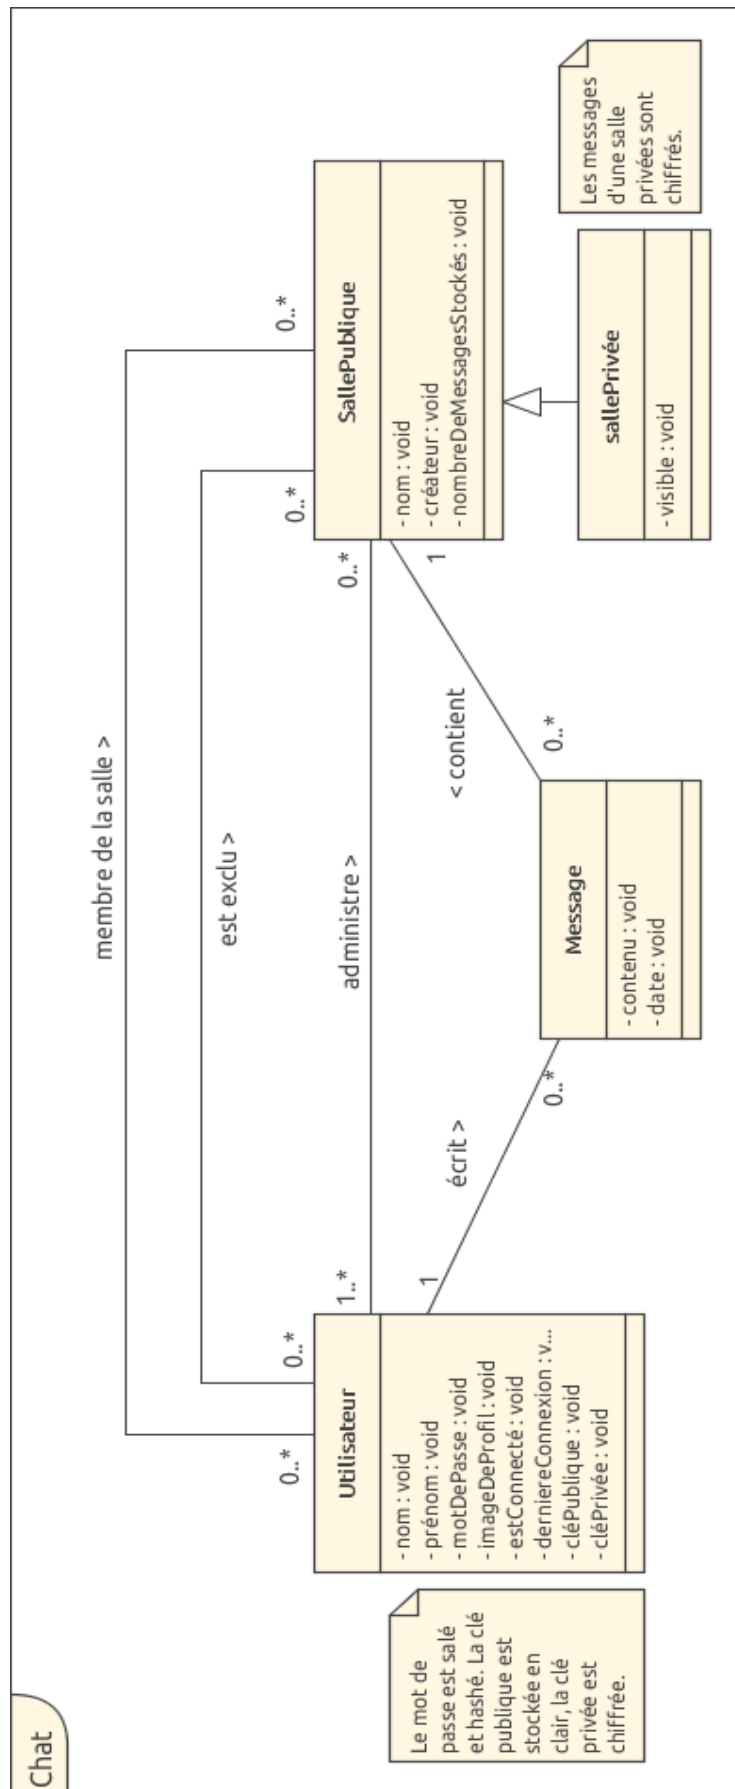 Chat
membre de la salle >
0..*
0..*
est exclu >
0..*
0..*
administre >
1..*
0..*
Utilisateur
- nom : void
- prénom : void
- motDePasse : void
- imageDeProfil : void
- estConnecté : void
- derniereConnexion : v...
- cléPublique : void
- cléPrivée : void
Le mot de
passe est salé
et hashé. La clé
publique est
stockée en
clair, la clé
privée est
chiffrée.
écrit >
1
0..*
Message
- contenu : void
- date : void
< contient
0..*
1
SallePublique
- nom : void
- créateur : void
- nombreDeMessagesStockés : void
sallePrivée
- visible : void
Les messages
d'une salle
privées sont
chiffrés.